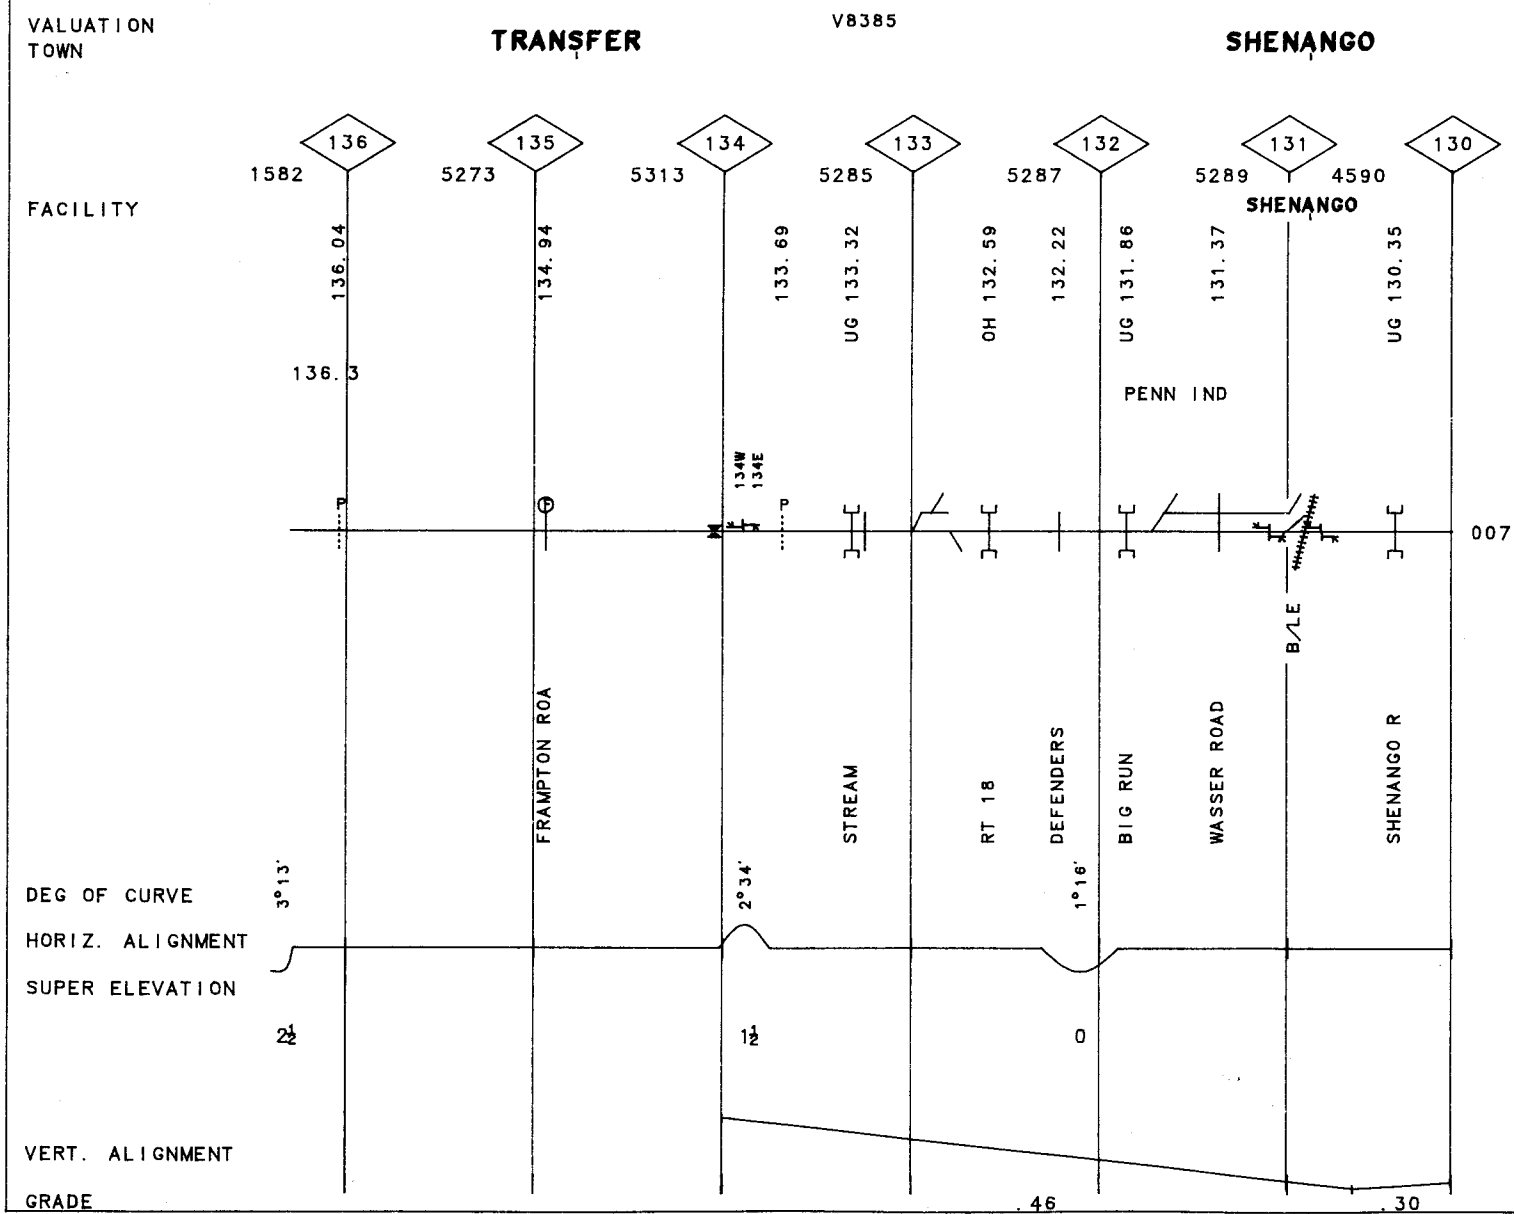 VALUATION V8385
TOWN TRANSFER SHENANGO
136 135 134 133 132 131 130
1582 5273 5313 5285 5287 5289 4590
FACILITY SHENANGO
136.04
134.94
133.69
UG 133.32
OH 132.59
132.22
UG 131.86
131.37
UG 130.35
136.3
PENN IND
134W
134E
P
F
P
007
B/LE
FRAMPTON ROA
STREAM
RT 18
DEFENDERS
BIG RUN
WASSER ROAD
SHENANGO R
DEG OF CURVE 3°13' 2°34' 1°16'
HORIZ. ALIGNMENT
SUPER ELEVATION
2½ 1½ 0
VERT. ALIGNMENT
GRADE .46 .30